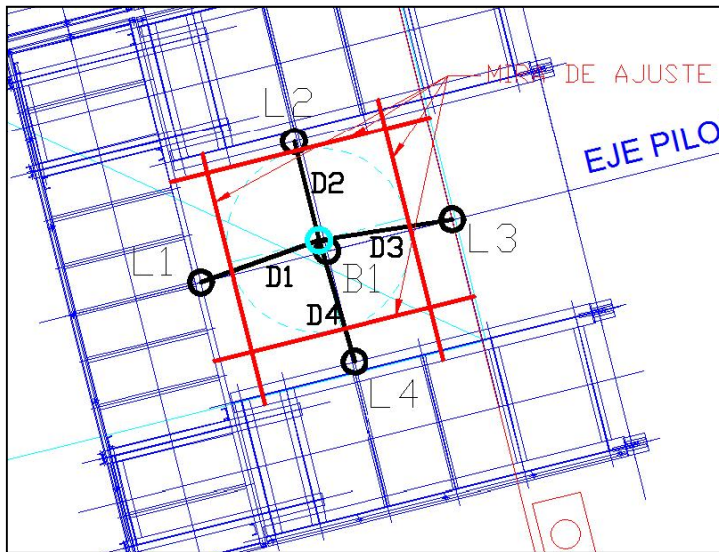 MIRA DE AJUSTE
L2
EJE PILO
D2
L3
D3
L1
D1
B1
D4
L4